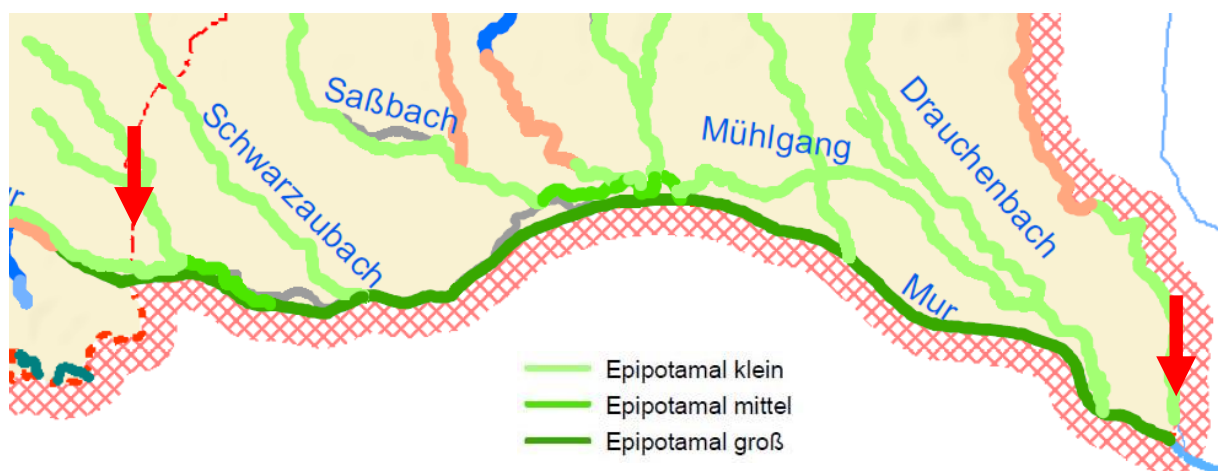 Saßbach
Schwarzaubach
Mühlgang
Drauchenbach
Mur
r
Epipotamal klein
Epipotamal mittel
Epipotamal groß